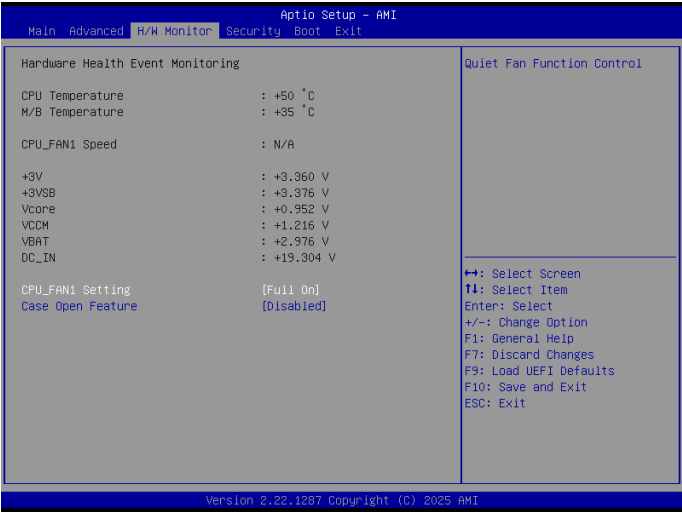 Aptio Setup - AMI
Main Advanced H/W Monitor Security Boot Exit
Hardware Health Event Monitoring
CPU Temperature : +50 °C
M/B Temperature : +35 °C
CPU_FAN1 Speed : N/A
+3V : +3.360 V
+3VSB : +3.376 V
Vcore : +0.952 V
VCCM : +1.216 V
VBAT : +2.976 V
DC_IN : +19.304 V
CPU_FAN1 Setting [Full On]
Case Open Feature [Disabled]
Quiet Fan Function Control
↔: Select Screen
↑↓: Select Item
Enter: Select
+/-: Change Option
F1: General Help
F7: Discard Changes
F9: Load UEFI Defaults
F10: Save and Exit
ESC: Exit
Version 2.22.1287 Copyright (C) 2025 AMI